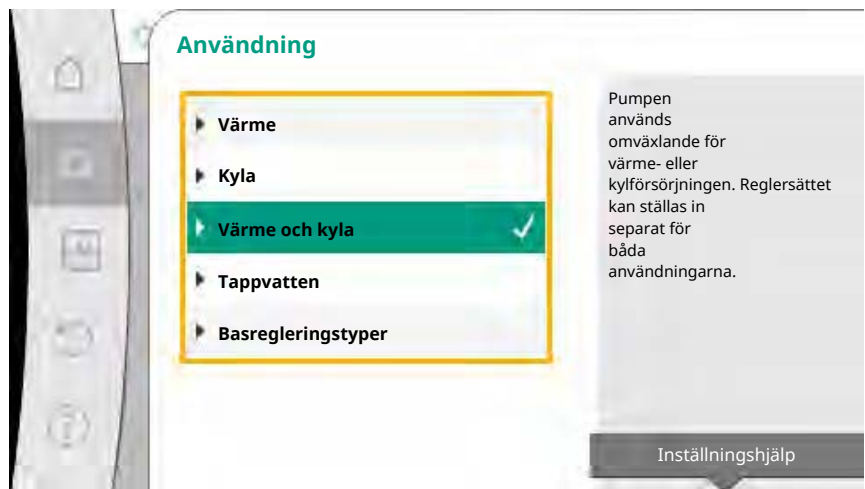 Användning
Värme
Kyla
Värme och kyla
Tappvatten
Basregleringstyper
Pumpen
används
omväxlande för
värme- eller
kylförsörjningen. Reglersättet
kan ställas in
separat för
båda
användningarna.
Inställningshjälp